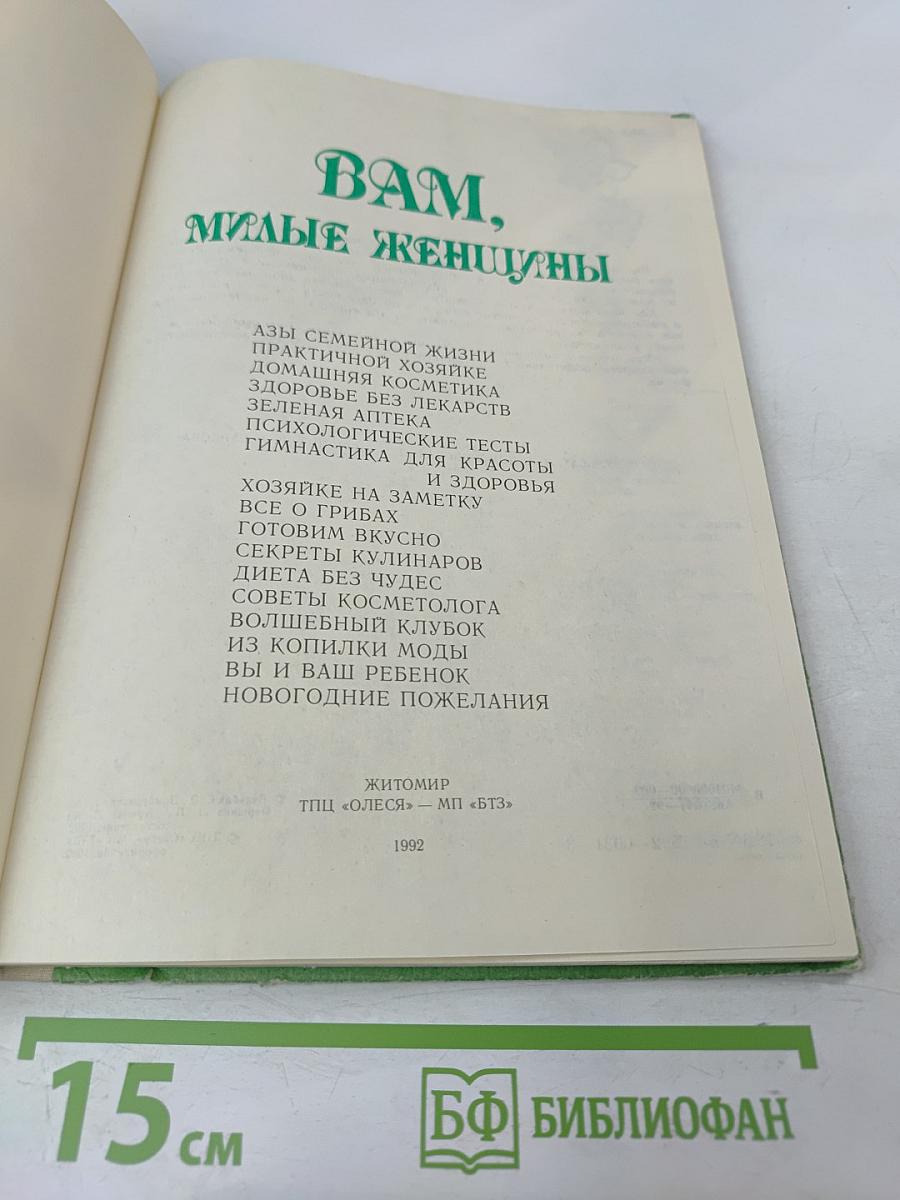 ВАМ,
МИЛЫЕ ЖЕНЩИНЫ
АЗЫ СЕМЕЙНОЙ ЖИЗНИ
ПРАКТИЧНОЙ ХОЗЯЙКЕ
ДОМАШНЯЯ КОСМЕТИКА
ЗДОРОВЬЕ БЕЗ ЛЕКАРСТВ
ЗЕЛЕНАЯ АПТЕКА
ПСИХОЛОГИЧЕСКИЕ ТЕСТЫ
ГИМНАСТИКА ДЛЯ КРАСОТЫ
И ЗДОРОВЬЯ
ХОЗЯЙКЕ НА ЗАМЕТКУ
ВСЕ О ГРИБАХ
ГОТОВИМ ВКУСНО
СЕКРЕТЫ КУЛИНАРОВ
ДИЕТА БЕЗ ЧУДЕС
СОВЕТЫ КОСМЕТОЛОГА
ВОЛШЕБНЫЙ КЛУБОК
ИЗ КОПИЛКИ МОДЫ
ВЫ И ВАШ РЕБЕНОК
НОВОГОДНИЕ ПОЖЕЛАНИЯ
ЖИТОМИР
ТПЦ «ОЛЕСЯ» — МП «БТЗ»
1992
15 см
БФ БИБЛИОФАН